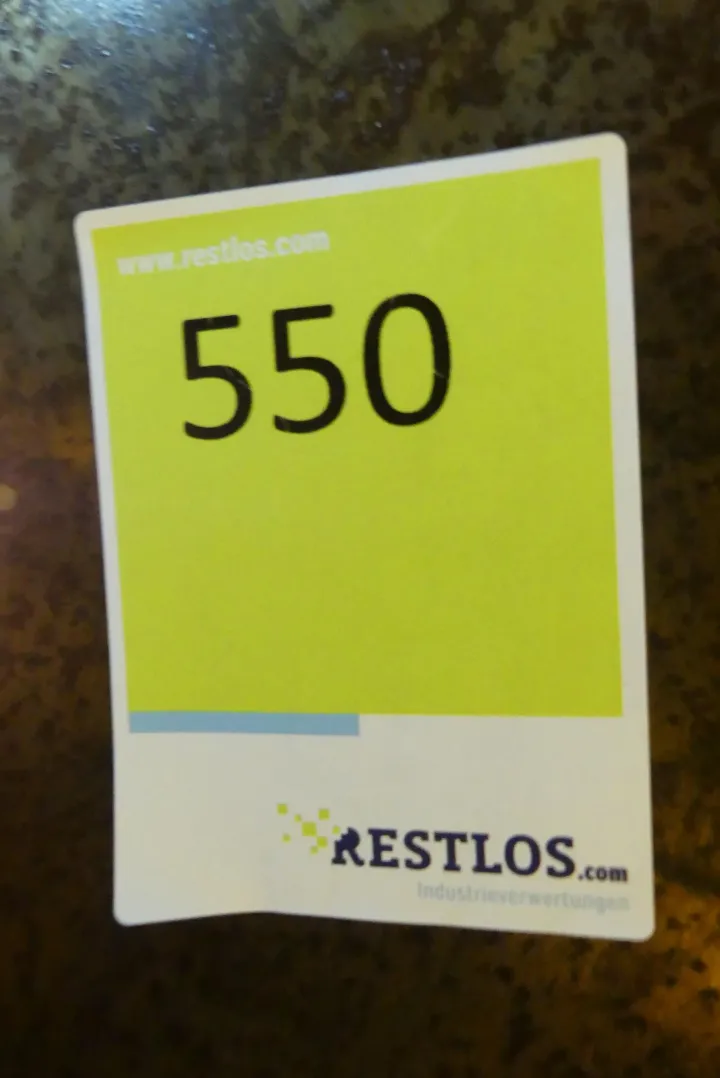 www.restlos.com
550
RESTLOS.com
Industrieverwertungen